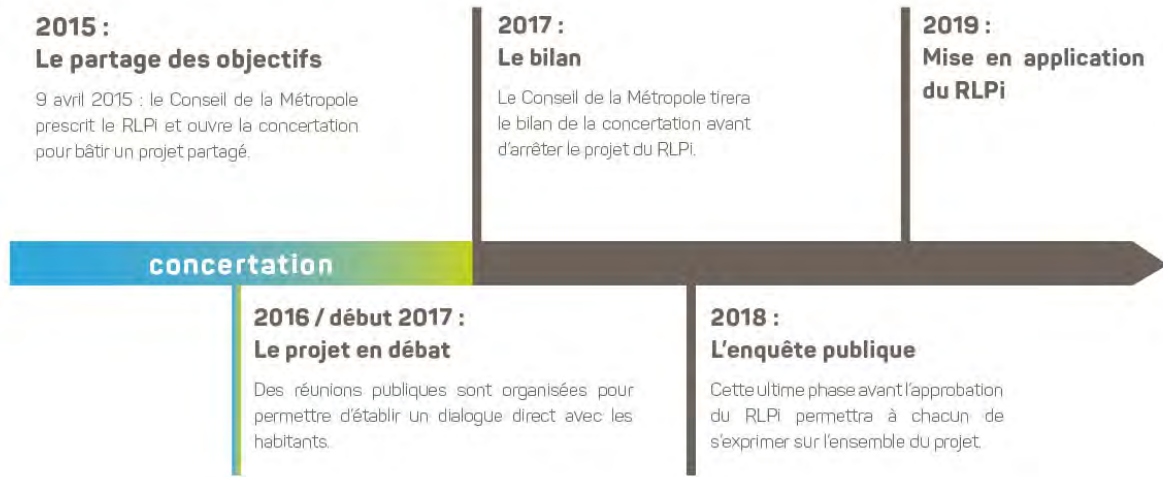 2015 :
Le partage des objectifs
9 avril 2015 : le Conseil de la Métropole
prescrit le RLPi et ouvre la concertation
pour bâtir un projet partagé.
2017 :
Le bilan
Le Conseil de la Métropole tirera
le bilan de la concertation avant
d'arrêter le projet du RLPi.
2019 :
Mise en application
du RLPi
concertation
2016 / début 2017 :
Le projet en débat
Des réunions publiques sont organisées pour
permettre d'établir un dialogue direct avec les
habitants.
2018 :
L'enquête publique
Cette ultime phase avant l'approbation
du RLPi permettra à chacun de
s'exprimer sur l'ensemble du projet.